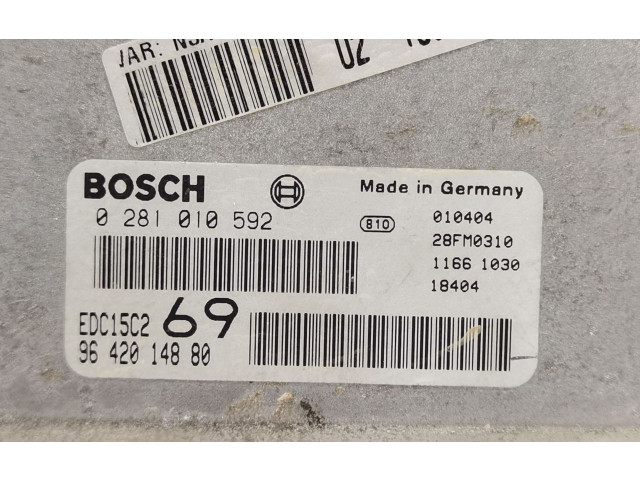 /AR:
02
BOSCH
Made in Germany
0 281 010 592
810
010404
28FM0310
1166 1030
18404
EDC15C2 69
96 420 148 80